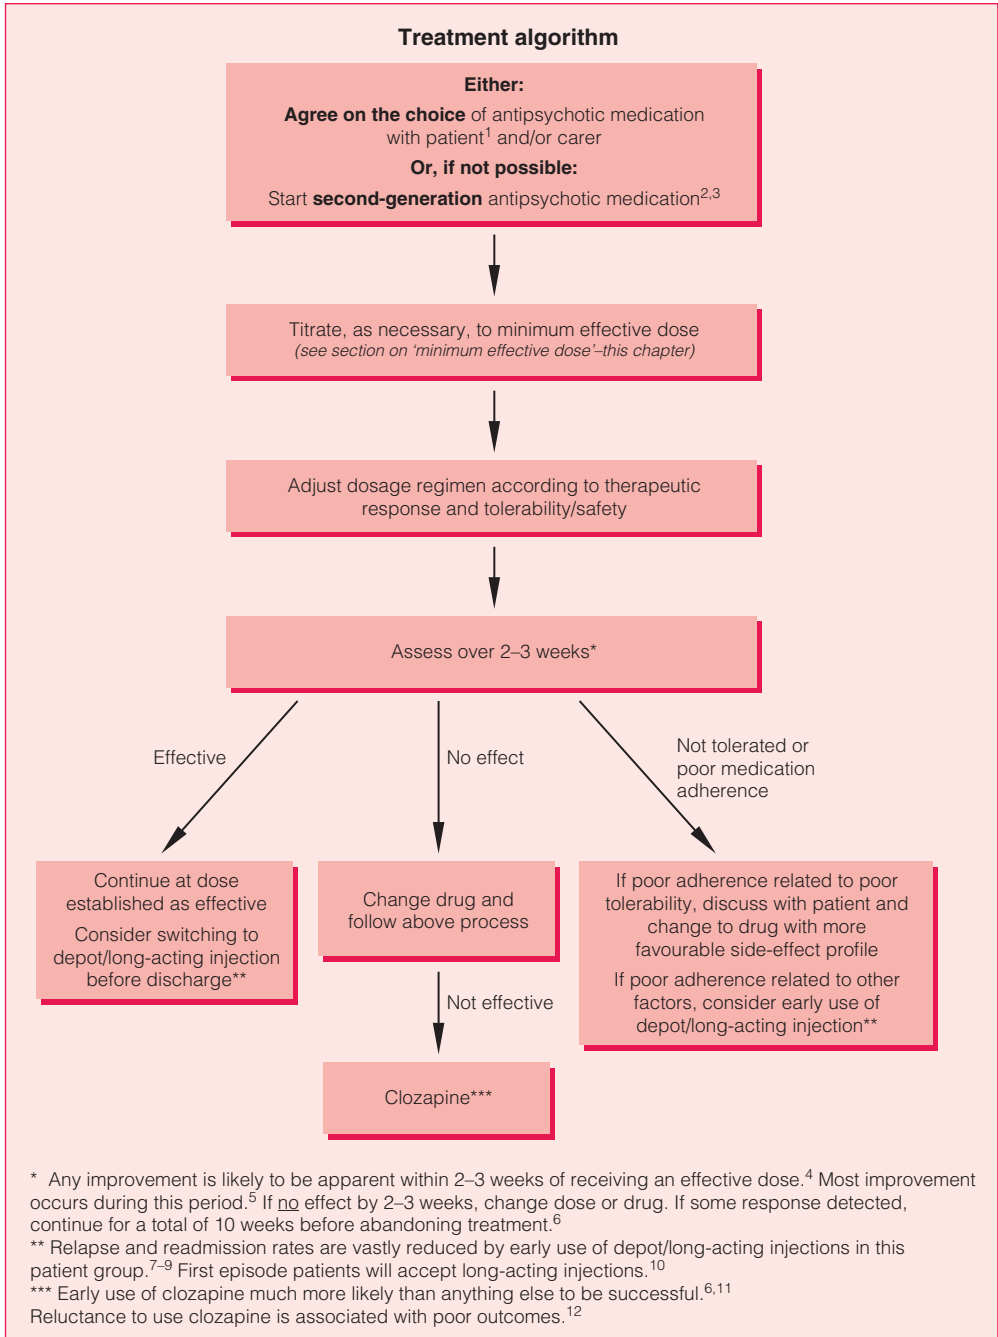 Treatment algorithm
Either:
Agree on the choice of antipsychotic medication
with patient1 and/or carer
Or, if not possible:
Start second-generation antipsychotic medication2,3
Titrate, as necessary, to minimum effective dose
(see section on ‘minimum effective dose’–this chapter)
Adjust dosage regimen according to therapeutic
response and tolerability/safety
Assess over 2–3 weeks*
Effective
No effect
Not tolerated or
poor medication
adherence
Continue at dose
established as effective
Consider switching to
depot/long-acting injection
before discharge**
Change drug and
follow above process
If poor adherence related to poor
tolerability, discuss with patient and
change to drug with more
favourable side-effect profile
If poor adherence related to other
factors, consider early use of
depot/long-acting injection**
Not effective
Clozapine***
* Any improvement is likely to be apparent within 2–3 weeks of receiving an effective dose.4 Most improvement
occurs during this period.5 If no effect by 2–3 weeks, change dose or drug. If some response detected,
continue for a total of 10 weeks before abandoning treatment.6
** Relapse and readmission rates are vastly reduced by early use of depot/long-acting injections in this
patient group.7–9 First episode patients will accept long-acting injections.10
*** Early use of clozapine much more likely than anything else to be successful.6,11
Reluctance to use clozapine is associated with poor outcomes.12